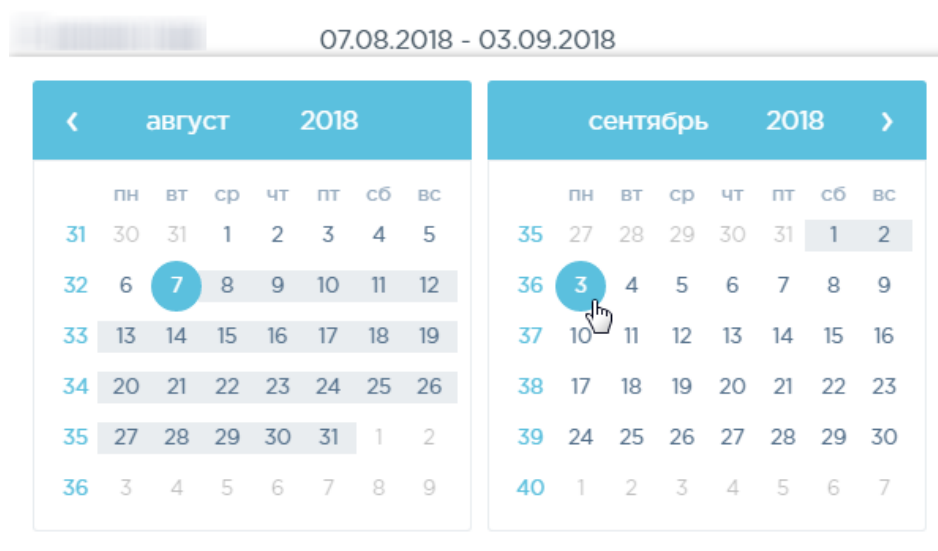 07.08.2018 - 03.09.2018
август 2018
пн вт ср чт пт сб вс
31 30 31 1 2 3 4 5
32 6 7 8 9 10 11 12
33 13 14 15 16 17 18 19
34 20 21 22 23 24 25 26
35 27 28 29 30 31 1 2
36 3 4 5 6 7 8 9
сентябрь 2018
пн вт ср чт пт сб вс
35 27 28 29 30 31 1 2
36 3 4 5 6 7 8 9
37 10 11 12 13 14 15 16
38 17 18 19 20 21 22 23
39 24 25 26 27 28 29 30
40 1 2 3 4 5 6 7